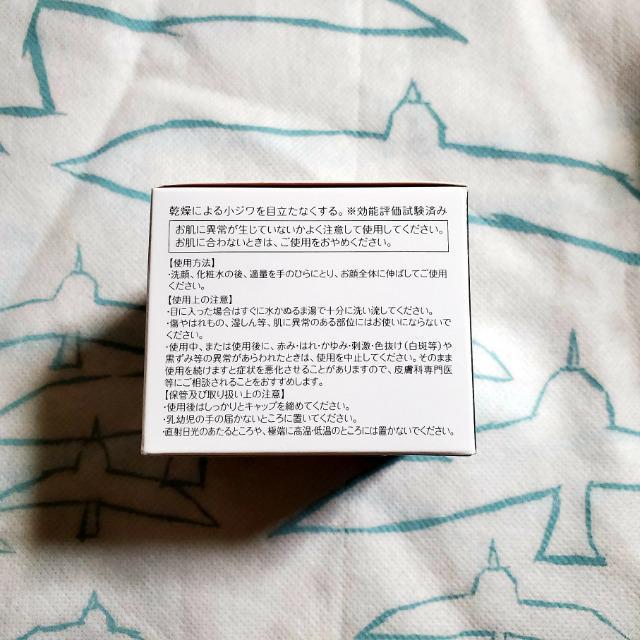 乾燥による小ジワを目立たなくする。※効能評価試験済み
お肌に異常が生じていないかよく注意して使用してください。
お肌に合わないときは、ご使用をおやめください。
【使用方法】
・洗顔、化粧水の後、適量を手のひらにとり、お顔全体に伸ばしてご使用
ください。
【使用上の注意】
・目に入った場合はすぐに水かぬるま湯で十分に洗い流してください。
・傷やはれもの、湿しん等、肌に異常のある部位にはお使いにならないで
ください。
・使用中、または使用後に、赤み・はれ・かゆみ・刺激・色抜け(白斑等)や
黒ずみ等の異常があらわれたときは、使用を中止してください。そのまま
使用を続けますと症状を悪化させることがありますので、皮膚科専門医
等にご相談されることをおすすめします。
【保管及び取り扱い上の注意】
・使用後はしっかりとキャップを締めてください。
・乳幼児の手の届かないところに置いてください。
・直射日光のあたるところや、極端に高温・低温のところには置かないでください。